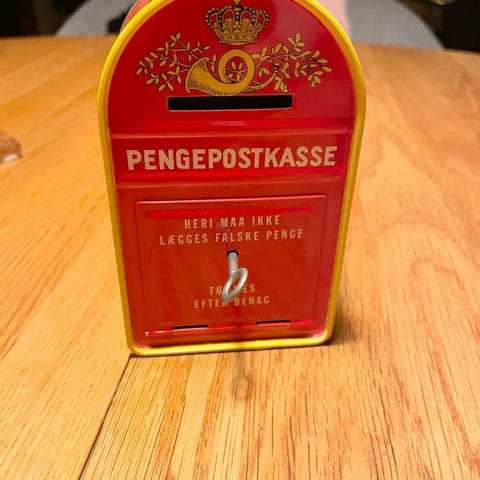 PENGEPOSTKASSE
HERI MAA IKKE
LÆGGES FALSKE PENGE
EFTER BEHAG